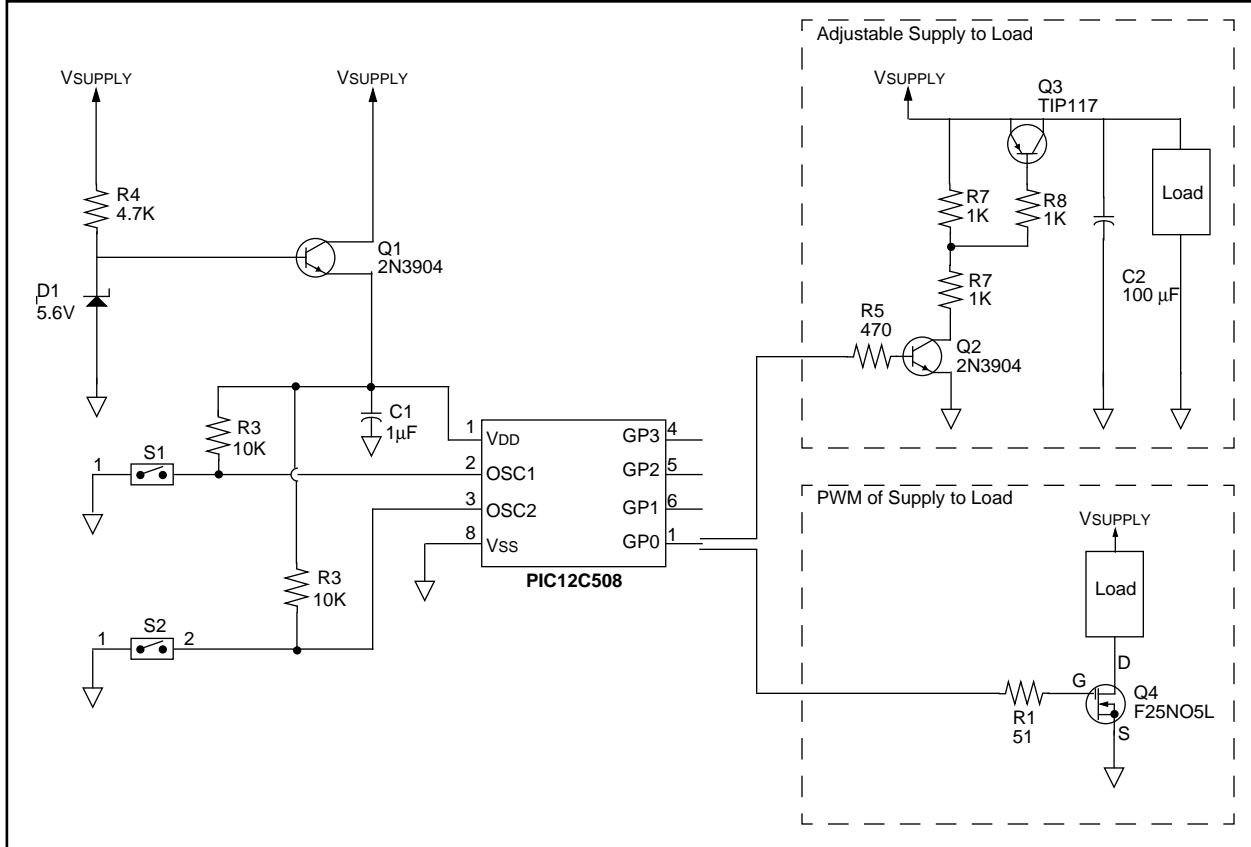 VSUPPLY
R4
4.7K
D1
5.6V
VSUPPLY
Q1
2N3904
R3
10K
C1
1µF
1
S1
R3
10K
1
S2
2
1
VDD
2
OSC1
3
OSC2
8
VSS
GP3
4
GP2
5
GP1
6
GP0
1
PIC12C508
Adjustable Supply to Load
VSUPPLY
Q3
TIP117
R7
1K
R8
1K
Load
R7
1K
C2
100 µF
R5
470
Q2
2N3904
PWM of Supply to Load
VSUPPLY
Load
D
G
Q4
F25NO5L
R1
51
S